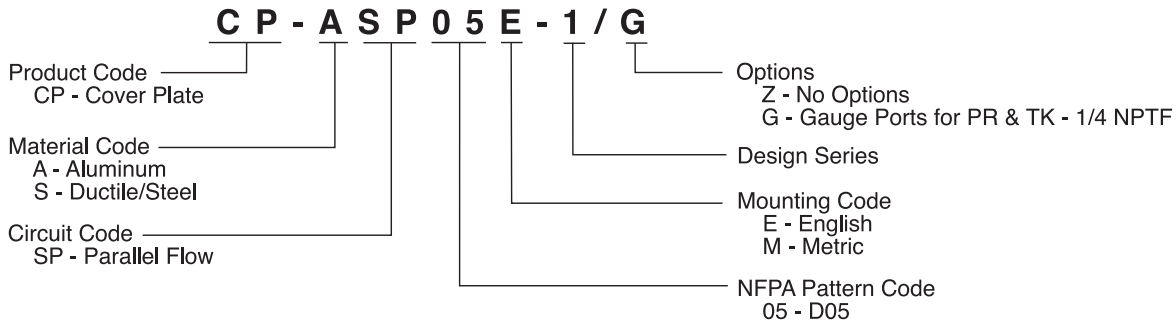 CP-ASP05E-1/G
Product Code
CP - Cover Plate
Material Code
A - Aluminum
S - Ductile/Steel
Circuit Code
SP - Parallel Flow
Options
Z - No Options
G - Gauge Ports for PR & TK - 1/4 NPTF
Design Series
Mounting Code
E - English
M - Metric
NFPA Pattern Code
05 - D05